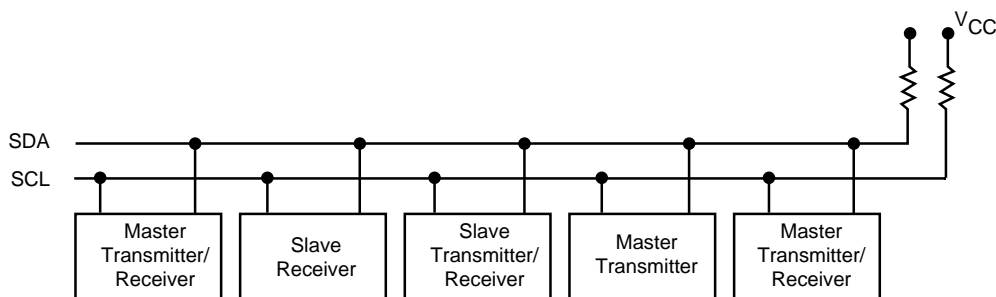 VCC
SDA
SCL
Master
Transmitter/
Receiver
Slave
Receiver
Slave
Transmitter/
Receiver
Master
Transmitter
Master
Transmitter/
Receiver